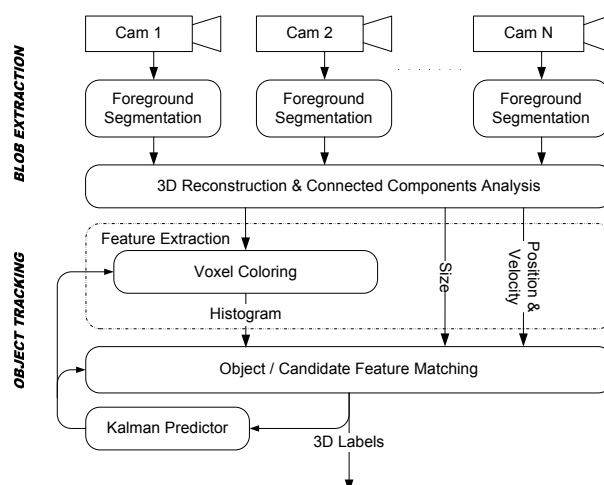 Cam 1
Cam 2
Cam N
BLOB EXTRACTION
Foreground
Segmentation
Foreground
Segmentation
Foreground
Segmentation
3D Reconstruction & Connected Components Analysis
OBJECT TRACKING
Feature Extraction
Voxel Coloring
Size
Position &
Velocity
Histogram
Object / Candidate Feature Matching
Kalman Predictor
3D Labels